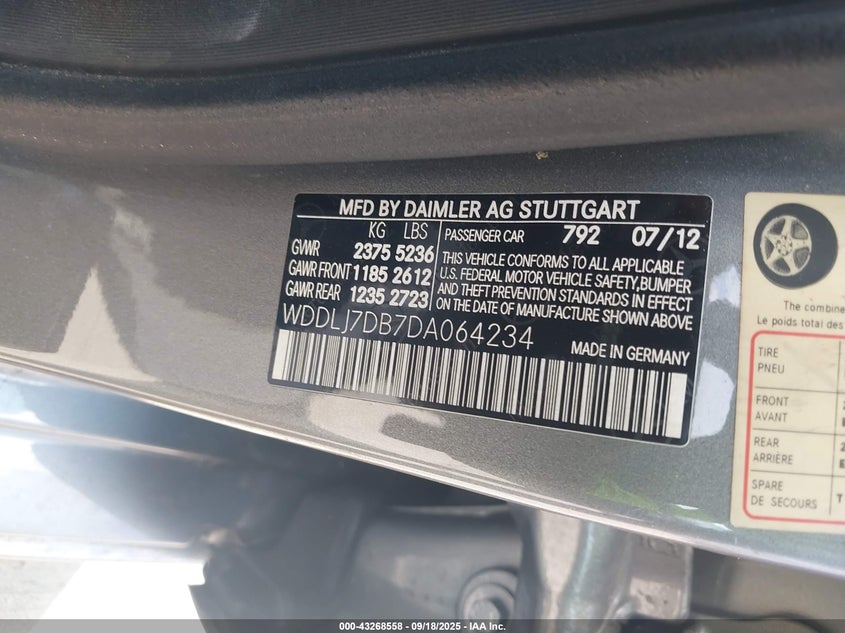 MFD BY DAIMLER AG STUTTGART
KG LBS
GVWR 2375 5236
GAWR FRONT 1185 2612
GAWR REAR 1235 2723
PASSENGER CAR 792 07/12
THIS VEHICLE CONFORMS TO ALL APPLICABLE
U.S. FEDERAL MOTOR VEHICLE SAFETY,BUMPER
AND THEFT PREVENTION STANDARDS IN EFFECT
ON THE DATE OF MANUFACTURE SHOWN ABOVE
WDDLJ7DB7DA064234
MADE IN GERMANY
The combine
Le poids total des
TIRE
PNEU
FRONT
AVANT
REAR
ARRIÈRE
SPARE
DE SECOURS
T
000-43268558 - 09/18/2025 - IAA, Inc.